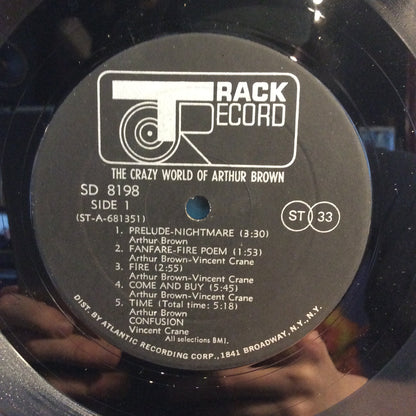 TRACK
RECORD
THE CRAZY WORLD OF ARTHUR BROWN
SD 8198
SIDE 1
(ST-A-681351)
ST 33
1. PRELUDE-NIGHTMARE (3:30)
Arthur Brown
2. FANFARE-FIRE POEM (1:53)
Arthur Brown-Vincent Crane
3. FIRE (2:55)
Arthur Brown-Vincent Crane
4. COME AND BUY (5:45)
Arthur Brown-Vincent Crane
5. TIME (Total time: 5:18)
Arthur Brown
CONFUSION
Vincent Crane
All selections BMI.
DIST. BY ATLANTIC RECORDING CORP., 1841 BROADWAY, N.Y., N.Y.